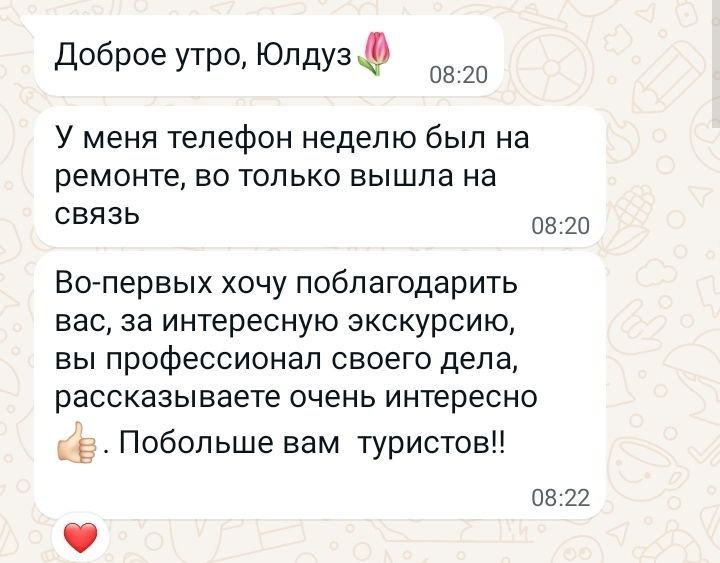 Доброе утро, Юлдуз🌷
08:20
У меня телефон неделю был на
ремонте, во только вышла на
связь
08:20
Во-первых хочу поблагодарить
вас, за интересную экскурсию,
вы профессионал своего дела,
рассказываете очень интересно
👍🏻. Побольше вам  туристов!!
08:22
❤️